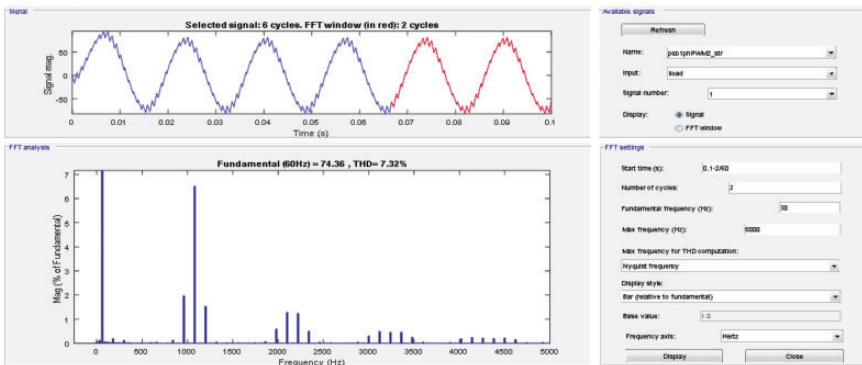 Signal
Selected signal: 6 cycles. FFT window (in red): 2 cycles
Signal mag.
50
0
-50
0
0.01
0.02
0.03
0.04
0.05
0.06
0.07
0.08
0.09
0.1
Time (s)
FFT analysis
Fundamental (60Hz) = 74.36 , THD= 7.32%
Mag (% of Fundamental)
7
6
5
4
3
2
1
0
0
500
1000
1500
2000
2500
3000
3500
4000
4500
5000
Frequency (Hz)
Available signals
Refresh
Name:
Input:
Iload
Signal number:
1
Display:
Signal
FFT window
FFT settings
Start time (s):
0.1-2/60
Number of cycles:
2
Fundamental frequency (Hz):
Max frequency (Hz):
5000
Max frequency for THD computation:
Nyquist frequency
Display style:
Bar (relative to fundamental)
Base value:
1.0
Frequency axis:
Hertz
Display
Close